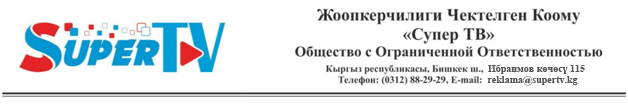 SUPERTV
Жоопкерчилиги Чектелген Коому
«Супер ТВ»
Общество с Ограниченной Ответственностью
Кыргыз республикасы, Бишкек ш., Ибраимов көчөсү 115
Телефон: (0312) 88-29-29, E-mail: reklama@supertv.kg